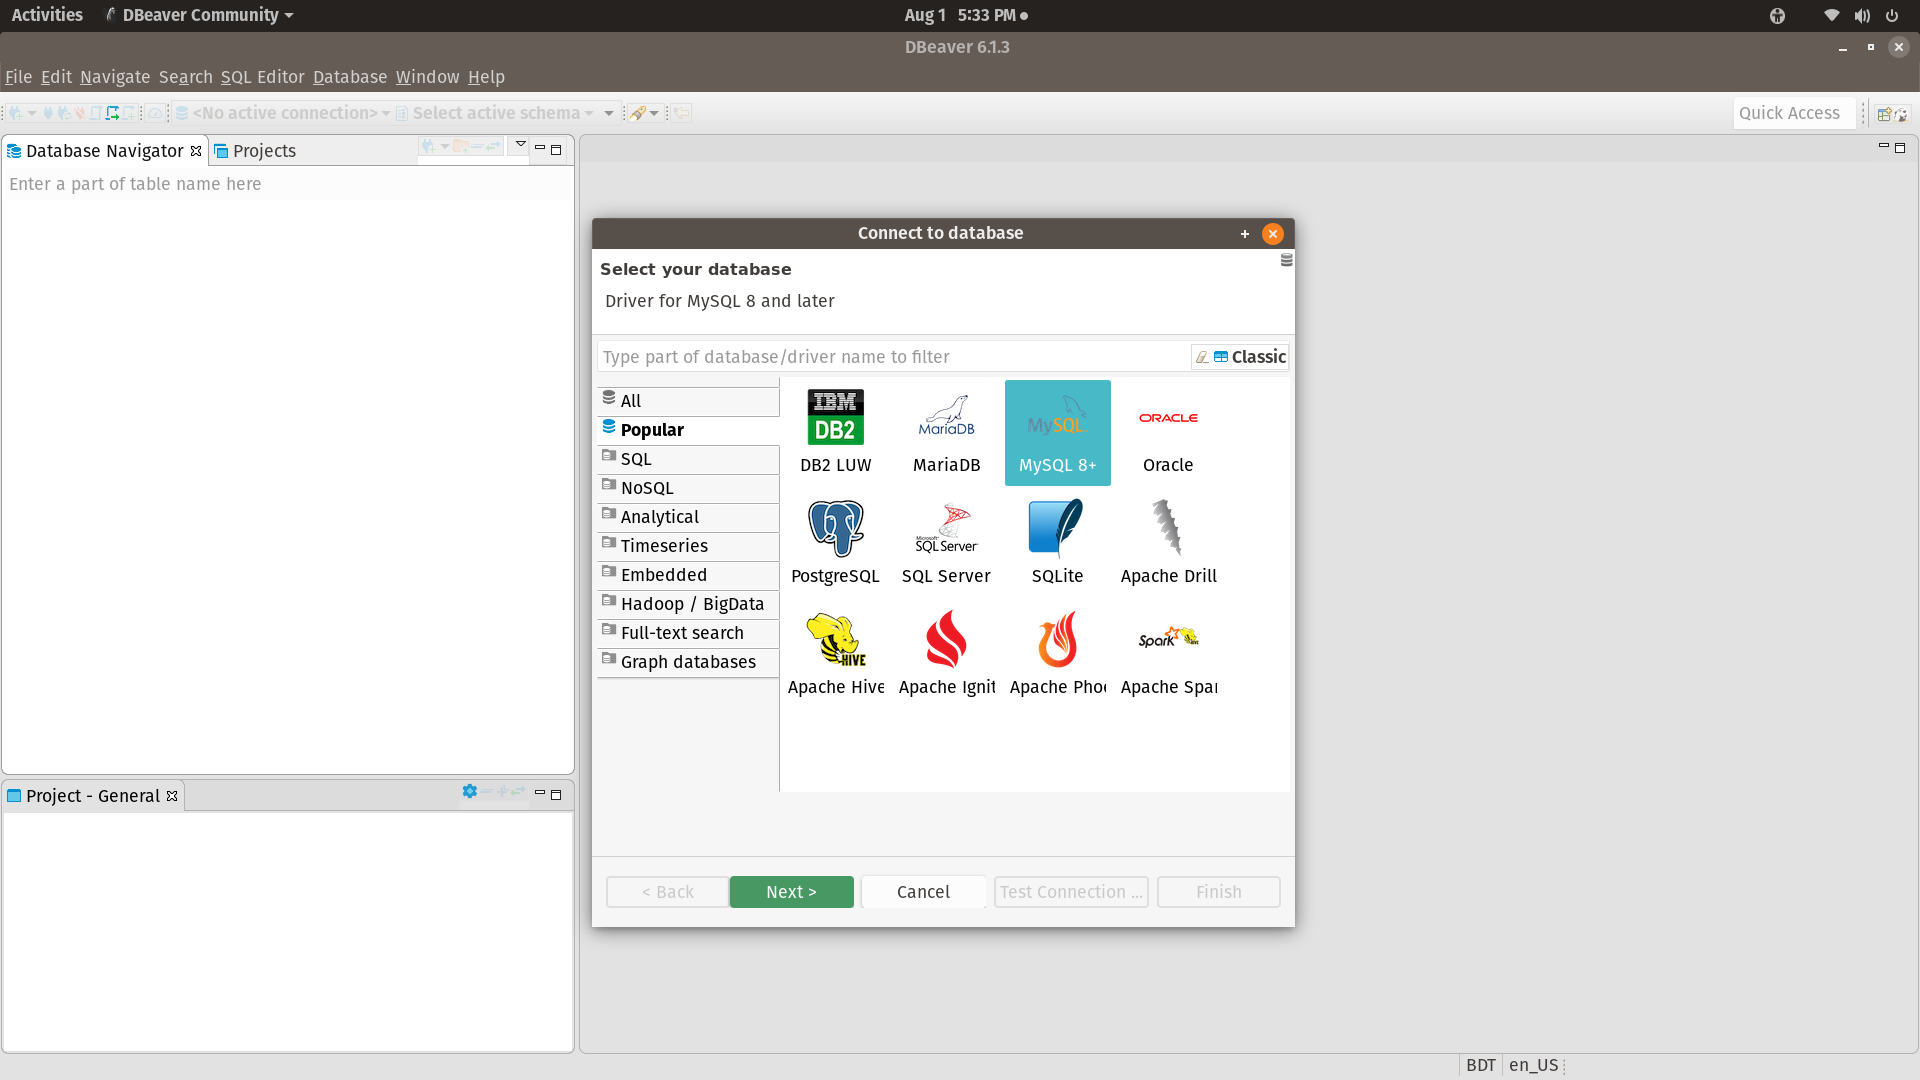 Activities DBeaver Community Aug 1 5:33 PM
DBeaver 6.1.3
File Edit Navigate Search SQL Editor Database Window Help
<No active connection> Select active schema Quick Access
Database Navigator Projects
Enter a part of table name here
Connect to database
Select your database
Driver for MySQL 8 and later
Type part of database/driver name to filter Classic
All
Popular
SQL
NoSQL
Analytical
Timeseries
Embedded
Hadoop / BigData
Full-text search
Graph databases
IBM DB2 MariaDB MySQL ORACLE
DB2 LUW MariaDB MySQL 8+ Oracle
Microsoft SQL Server
PostgreSQL SQL Server SQLite Apache Drill
HIVE Spark HIVE
Apache Hive Apache Ignit Apache Phoe Apache Spar
< Back Next > Cancel Test Connection ... Finish
Project - General
BDT en_US